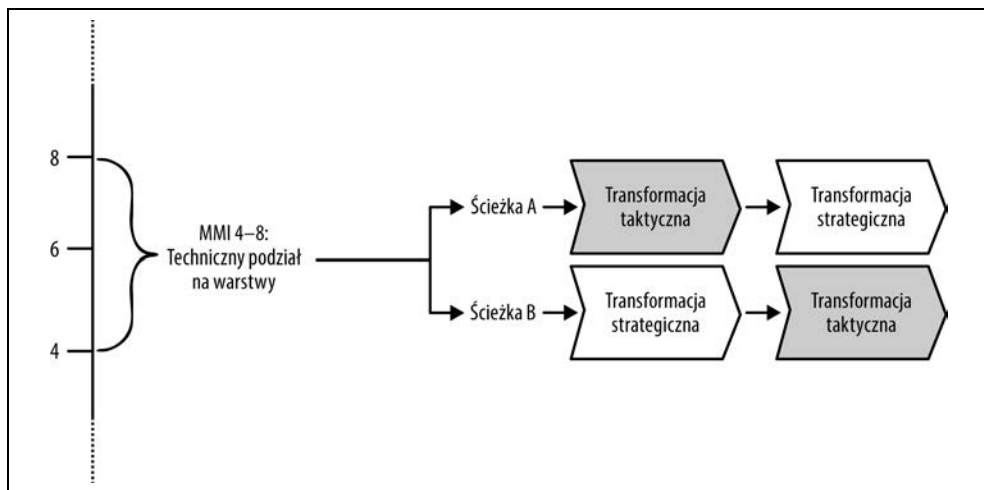 8
6
4
MMI 4–8:
Techniczny podział
na warstwy
Ścieżka A
Transformacja
taktyczna
Transformacja
strategiczna
Ścieżka B
Transformacja
strategiczna
Transformacja
taktyczna